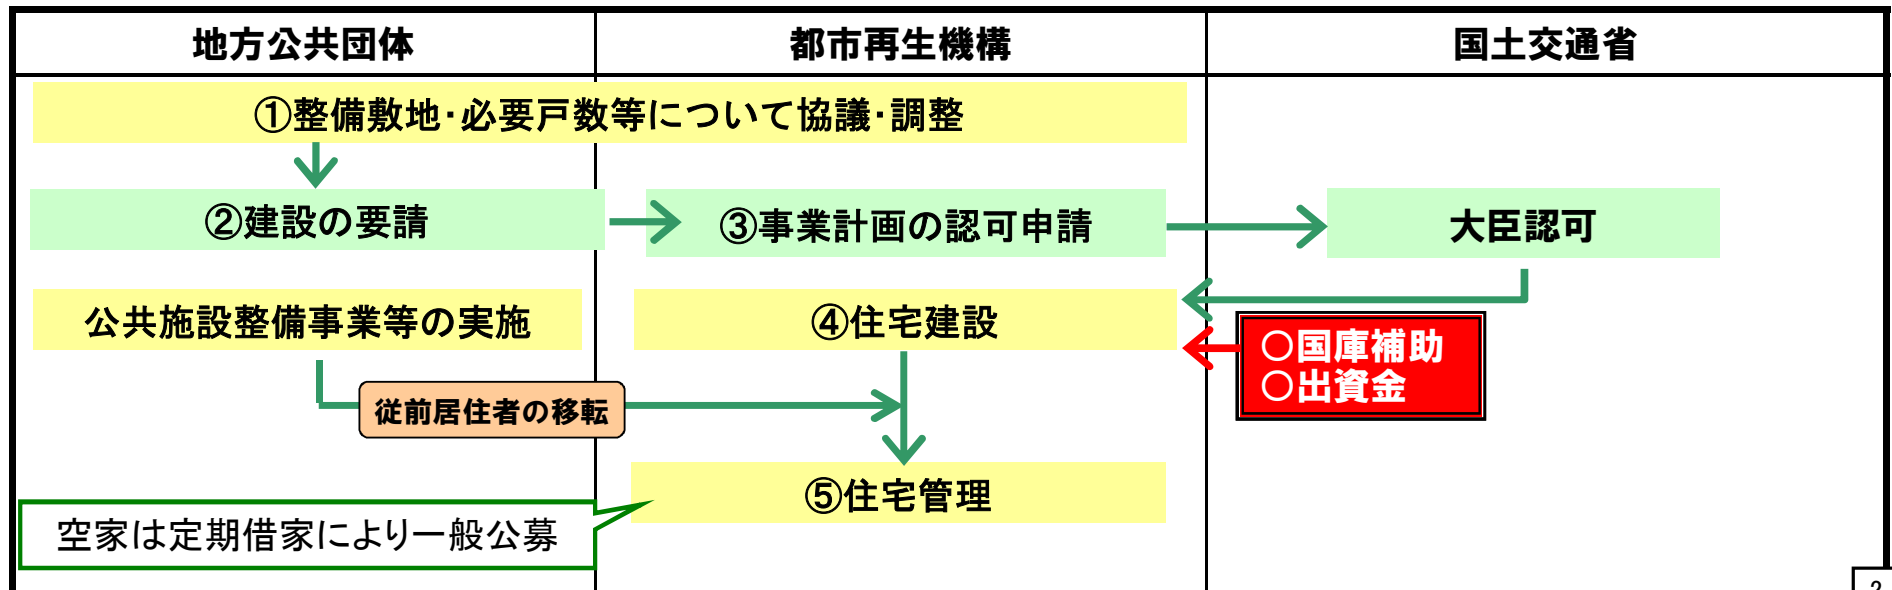 地方公共団体
都市再生機構
国土交通省
①整備敷地･必要戸数等について協議･調整
②建設の要請
③事業計画の認可申請
大臣認可
公共施設整備事業等の実施
④住宅建設
○国庫補助
○出資金
従前居住者の移転
⑤住宅管理
空家は定期借家により一般公募
2